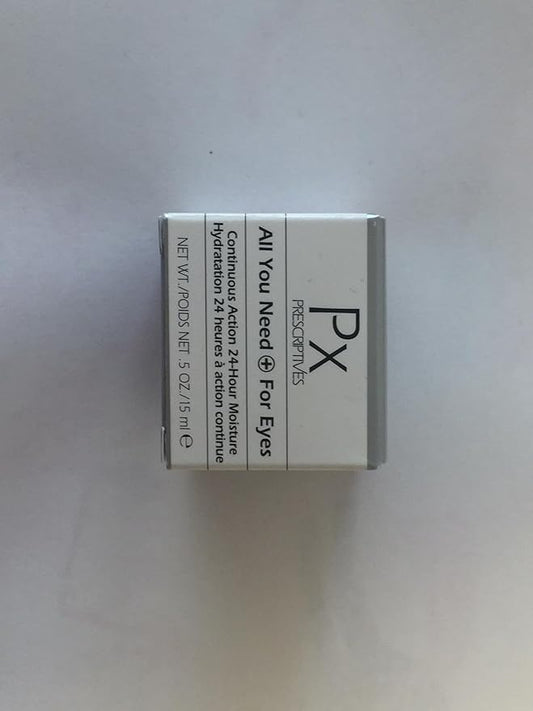 Px
PRESCRIPTIVES
All You Need ⊕ For Eyes
Continuous Action 24-Hour Moisture
Hydratation 24 heures à action continue
NET WT./POIDS NET .5 OZ./15 ml ℮